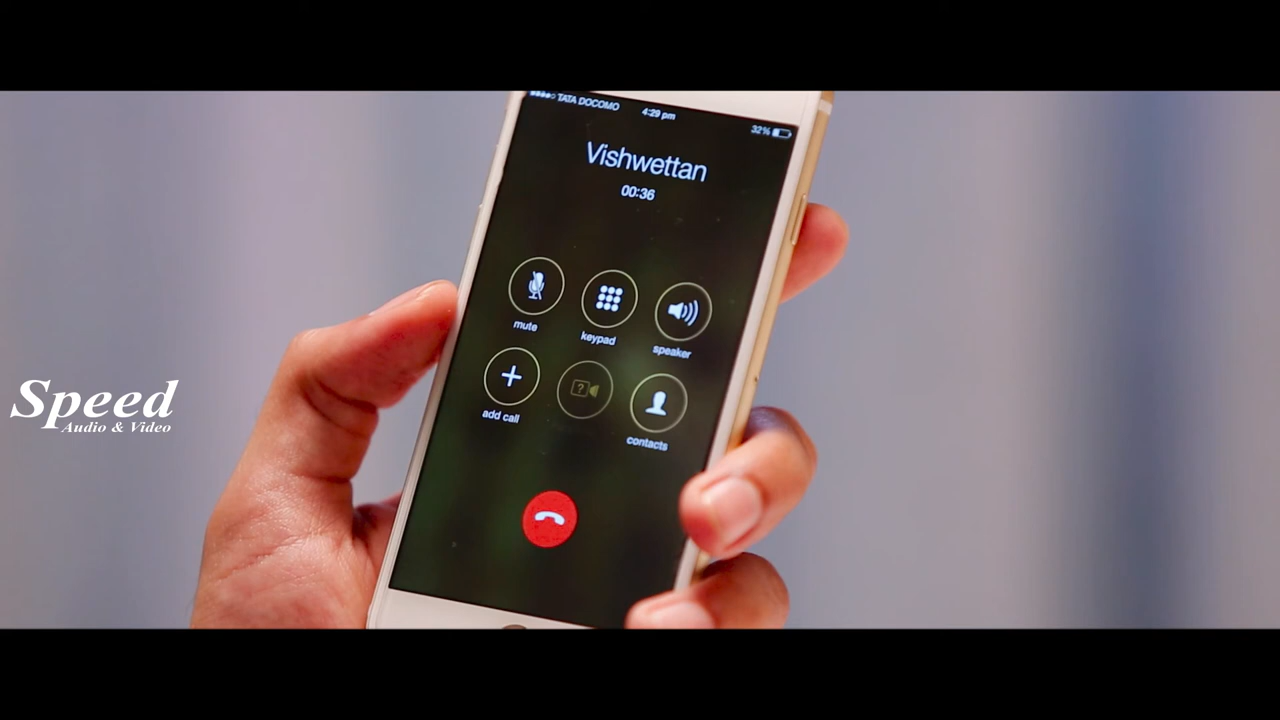 TATA DOCOMO 4:29 pm 32%
Vishwettan
00:36
mute keypad speaker
?
add call contacts
Speed
Audio & Video